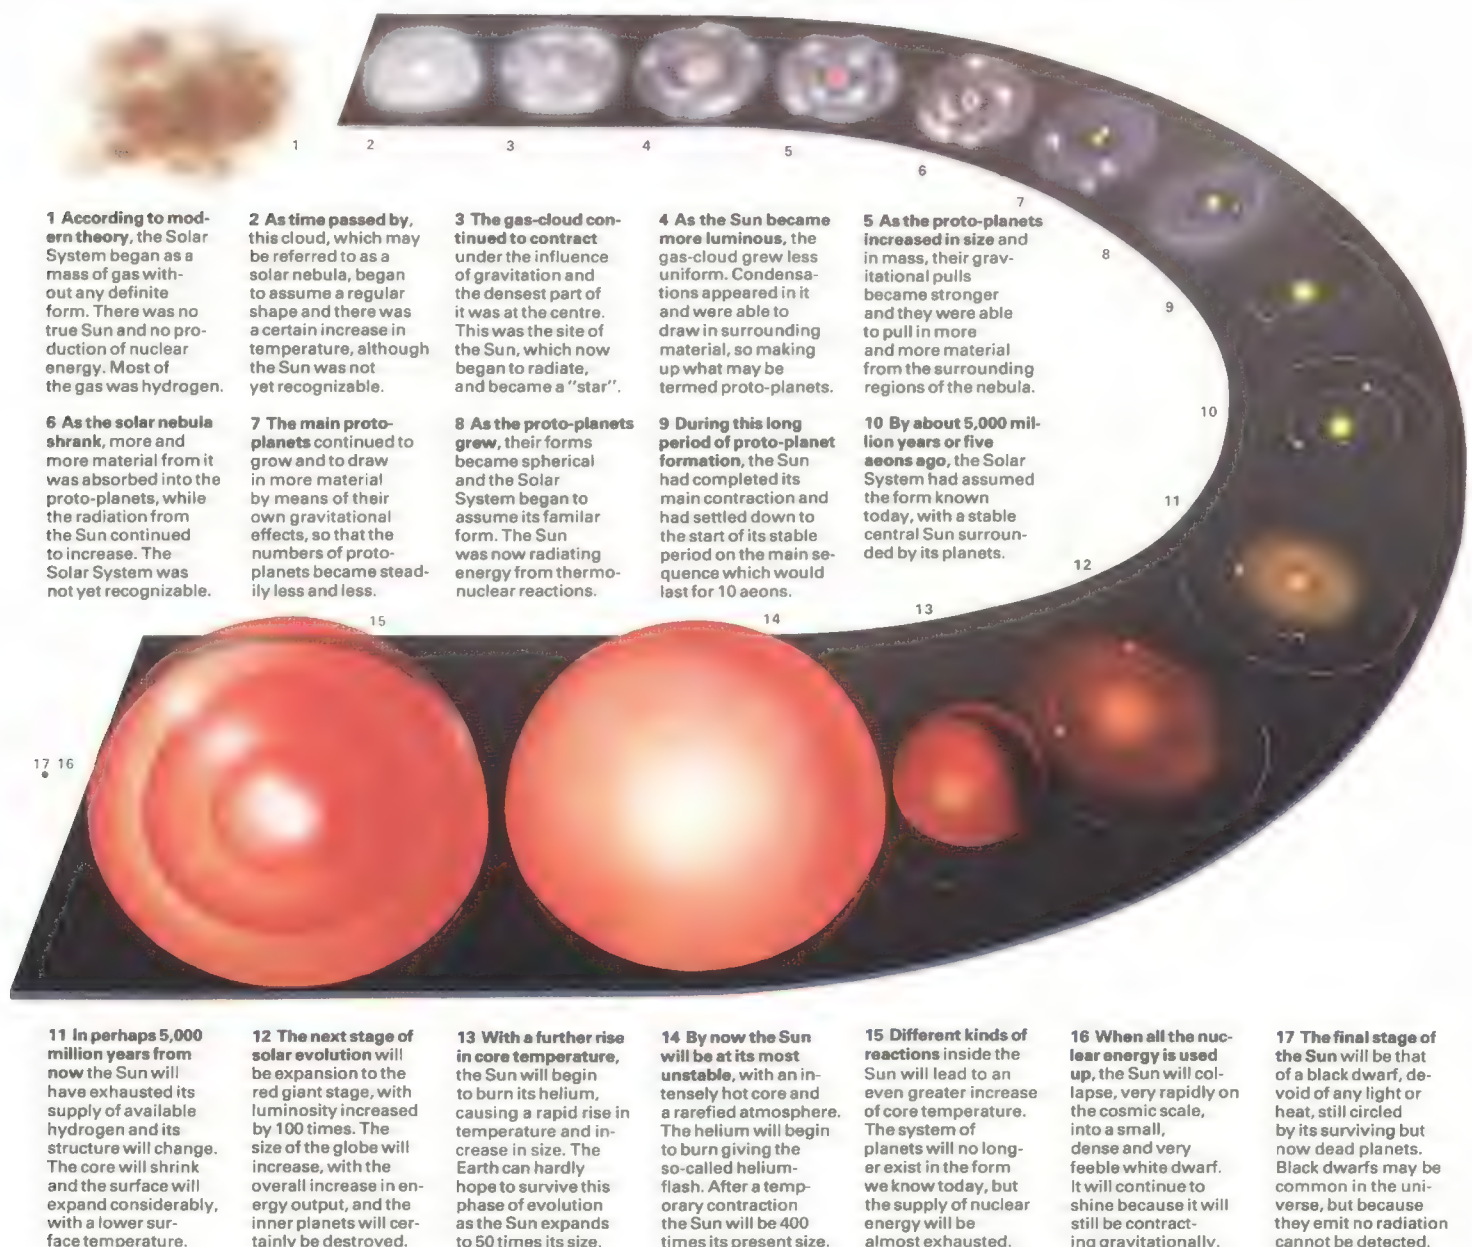 1
2
3
4
5
6
7
8
9
10
11
12
13
14
15
17 16
1 According to mod-
ern theory, the Solar
System began as a
mass of gas with-
out any definite
form. There was no
true Sun and no pro-
duction of nuclear
energy. Most of
the gas was hydrogen.
2 As time passed by,
this cloud, which may
be referred to as a
solar nebula, began
to assume a regular
shape and there was
a certain increase in
temperature, although
the Sun was not
yet recognizable.
3 The gas-cloud con-
tinued to contract
under the influence
of gravitation and
the densest part of
it was at the centre.
This was the site of
the Sun, which now
began to radiate,
and became a "star".
4 As the Sun became
more luminous, the
gas-cloud grew less
uniform. Condensa-
tions appeared in it
and were able to
draw in surrounding
material, so making
up what may be
termed proto-planets.
5 As the proto-planets
increased in size and
in mass, their grav-
itational pulls
became stronger
and they were able
to pull in more
and more material
from the surrounding
regions of the nebula.
6 As the solar nebula
shrank, more and
more material from it
was absorbed into the
proto-planets, while
the radiation from
the Sun continued
to increase. The
Solar System was
not yet recognizable.
7 The main proto-
planets continued to
grow and to draw
in more material
by means of their
own gravitational
effects, so that the
numbers of proto-
planets became stead-
ily less and less.
8 As the proto-planets
grew, their forms
became spherical
and the Solar
System began to
assume its familar
form. The Sun
was now radiating
energy from thermo-
nuclear reactions.
9 During this long
period of proto-planet
formation, the Sun
had completed its
main contraction and
had settled down to
the start of its stable
period on the main se-
quence which would
last for 10 aeons.
10 By about 5,000 mil-
lion years or five
aeons ago, the Solar
System had assumed
the form known
today, with a stable
central Sun surroun-
ded by its planets.
11 In perhaps 5,000
million years from
now the Sun will
have exhausted its
supply of available
hydrogen and its
structure will change.
The core will shrink
and the surface will
expand considerably,
with a lower sur-
face temperature.
12 The next stage of
solar evolution will
be expansion to the
red giant stage, with
luminosity increased
by 100 times. The
size of the globe will
increase, with the
overall increase in en-
ergy output, and the
inner planets will cer-
tainly be destroyed.
13 With a further rise
in core temperature,
the Sun will begin
to burn its helium,
causing a rapid rise in
temperature and in-
crease in size. The
Earth can hardly
hope to survive this
phase of evolution
as the Sun expands
to 50 times its size.
14 By now the Sun
will be at its most
unstable, with an in-
tensely hot core and
a rarefied atmosphere.
The helium will begin
to burn giving the
so-called helium-
flash. After a temp-
orary contraction
the Sun will be 400
times its present size.
15 Different kinds of
reactions inside the
Sun will lead to an
even greater increase
of core temperature.
The system of
planets will no long-
er exist in the form
we know today, but
the supply of nuclear
energy will be
almost exhausted.
16 When all the nuc-
lear energy is used
up, the Sun will col-
lapse, very rapidly on
the cosmic scale,
into a small,
dense and very
feeble white dwarf.
It will continue to
shine because it will
still be contract-
ing gravitationally.
17 The final stage of
the Sun will be that
of a black dwarf, de-
void of any light or
heat, still circled
by its surviving but
now dead planets.
Black dwarfs may be
common in the uni-
verse, but because
they emit no radiation
cannot be detected.